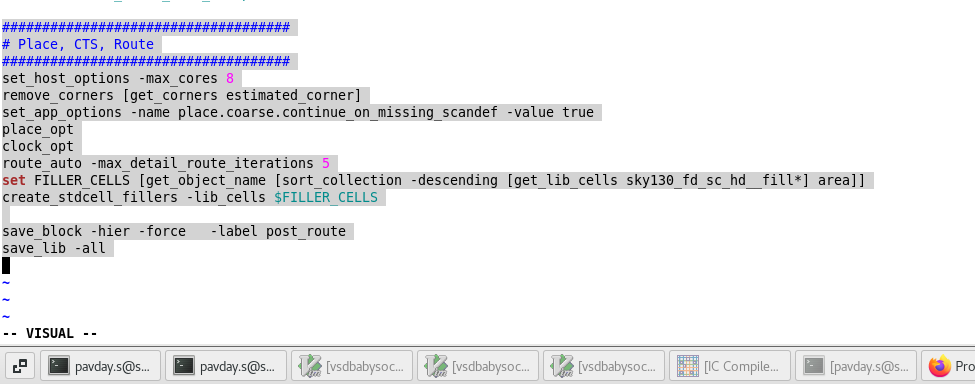 ####################################
# Place, CTS, Route
####################################
set_host_options -max_cores 8
remove_corners [get_corners estimated_corner]
set_app_options -name place.coarse.continue_on_missing_scandef -value true
place_opt
clock_opt
route_auto -max_detail_route_iterations 5
set FILLER_CELLS [get_object_name [sort_collection -descending [get_lib_cells sky130_fd_sc_hd__fill*] area]]
create_stdcell_fillers -lib_cells $FILLER_CELLS
save_block -hier -force   -label post_route
save_lib -all
~
~
~
-- VISUAL --
pavday.s@s... pavday.s@s... [vsdbabysoc... [vsdbabysoc... [vsdbabysoc... [IC Compile... [pavday.s@s... Pro